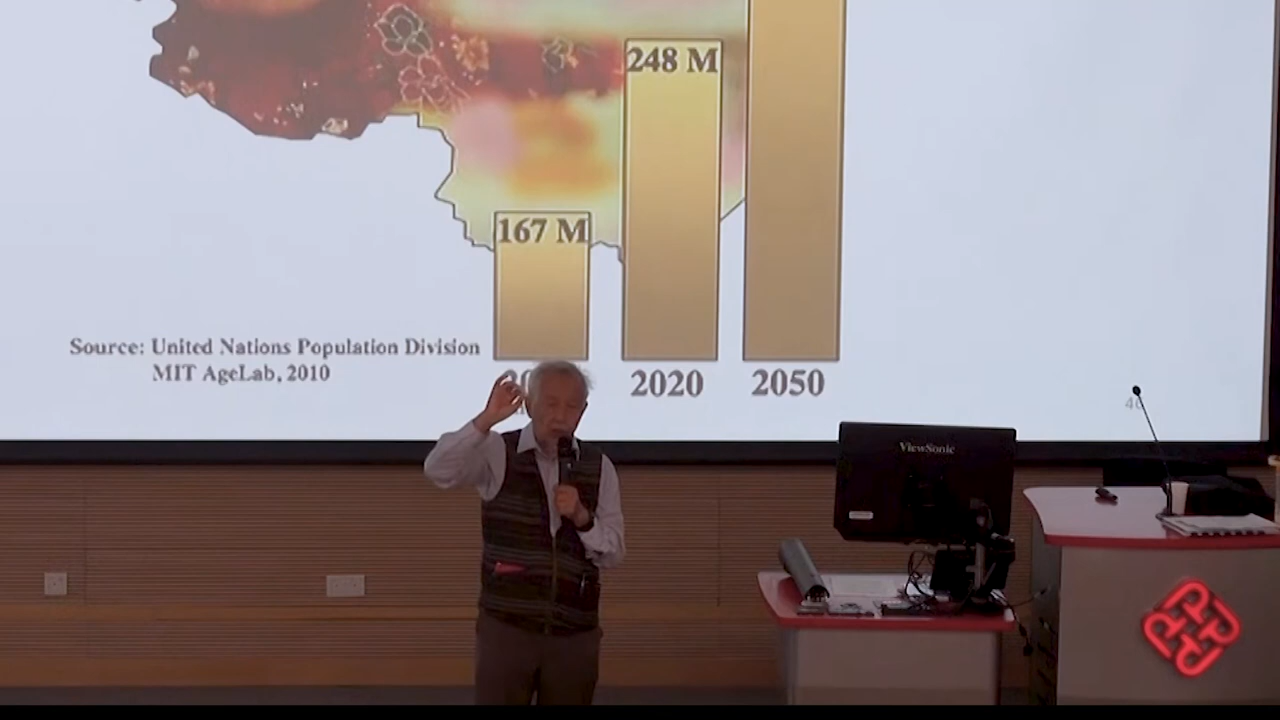 248 M
167 M
Source: United Nations Population Division
MIT AgeLab, 2010
2020
2050
ViewSonic